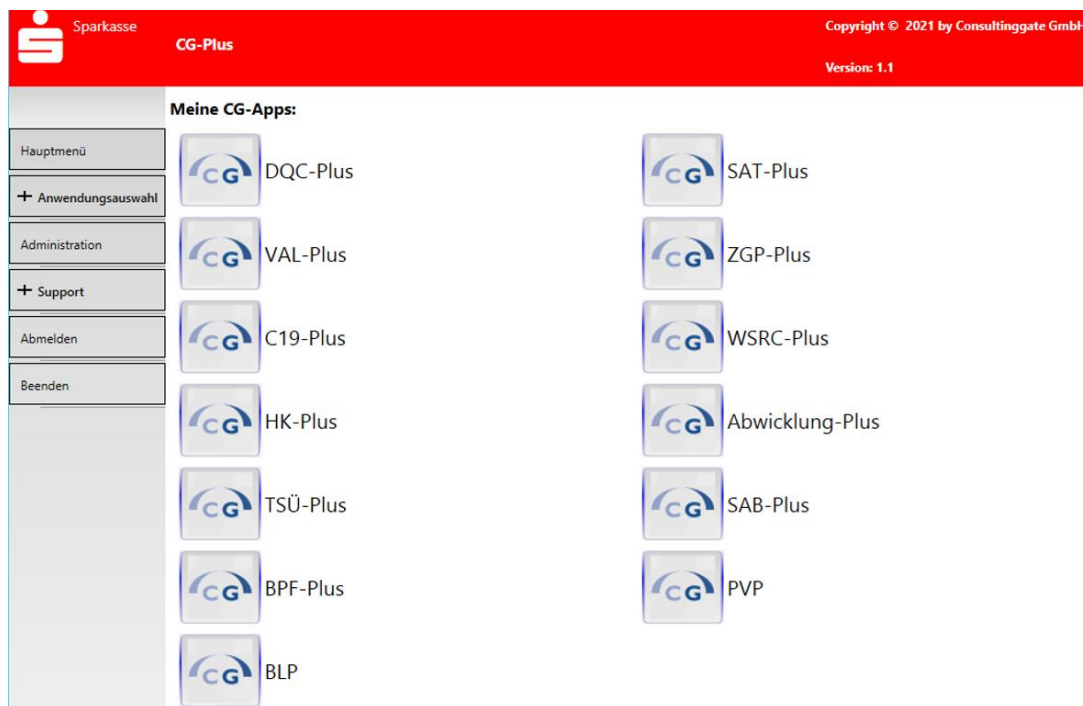 Sparkasse
CG-Plus
Copyright © 2021 by Consultinggate GmbH
Version: 1.1
Hauptmenü
+ Anwendungsauswahl
Administration
+ Support
Abmelden
Beenden
Meine CG-Apps:
CG DQC-Plus
CG SAT-Plus
CG VAL-Plus
CG ZGP-Plus
CG C19-Plus
CG WSRC-Plus
CG HK-Plus
CG Abwicklung-Plus
CG TSÜ-Plus
CG SAB-Plus
CG BPF-Plus
CG PVP
CG BLP